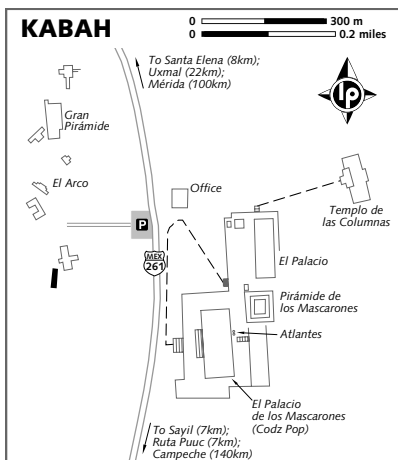 KABAH
0 300 m
0 0.2 miles
To Santa Elena (8km);
Uxmal (22km);
Mérida (100km)
lp
Gran
Pirámide
El Arco
Office
Templo de
las Columnas
P
MEX
261
El Palacio
Pirámide de
los Mascarones
Atlantes
El Palacio
de los Mascarones
(Codz Pop)
To Sayil (7km);
Ruta Puuc (7km);
Campeche (140km)